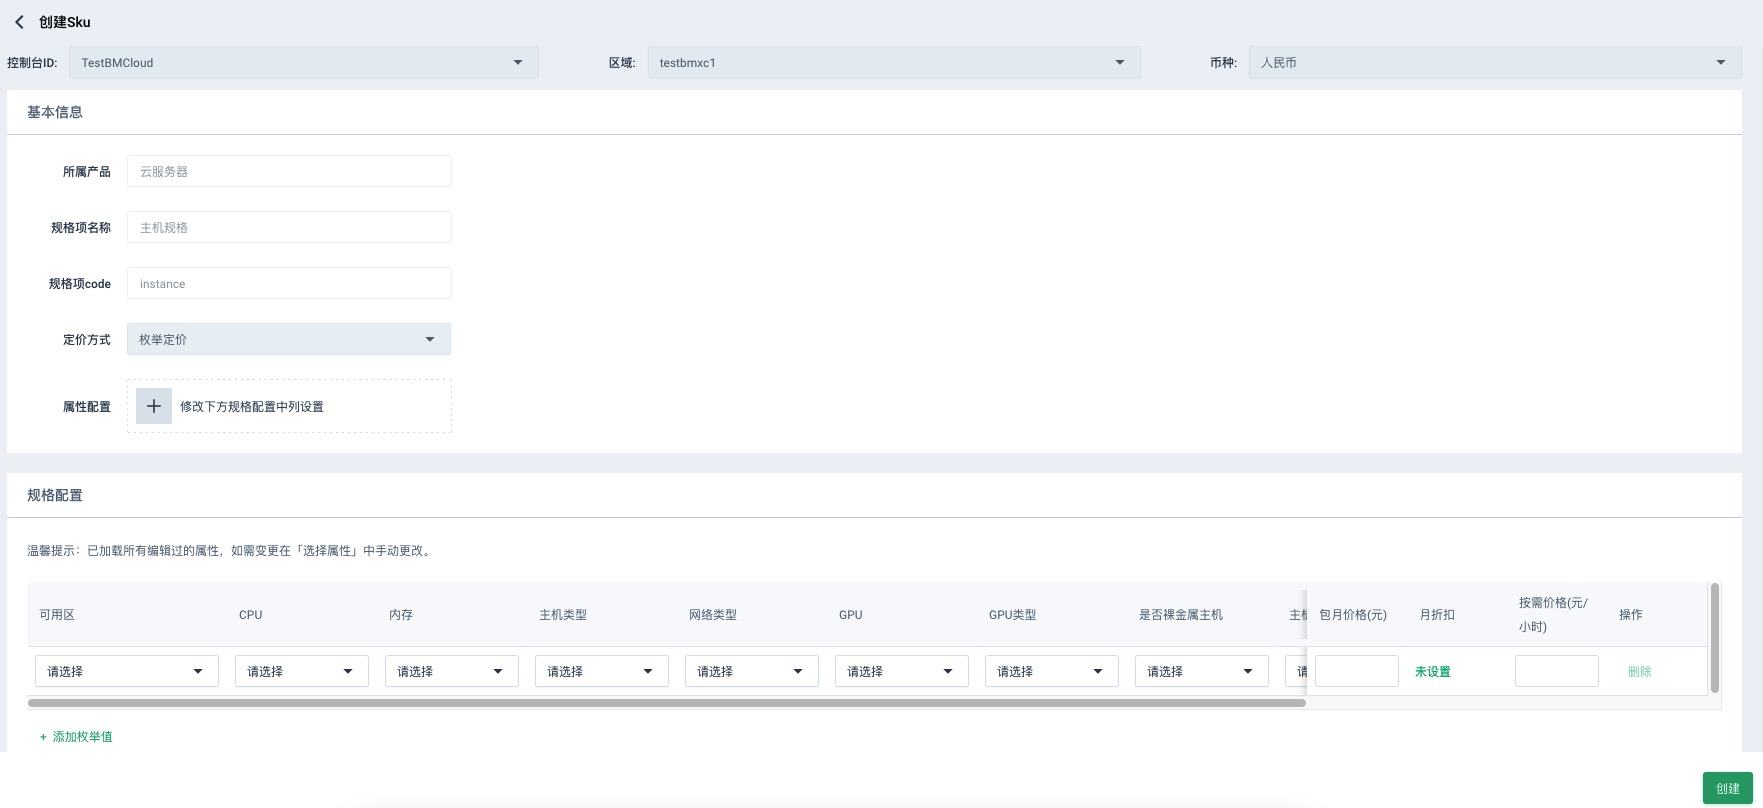 创建Sku
控制台ID: TestBMCloud 区域: testbmxc1 币种: 人民币
基本信息
所属产品 云服务器
规格项名称 主机规格
规格项code instance
定价方式 枚举定价
属性配置 修改下方规格配置中列设置
规格配置
温馨提示：已加载所有编辑过的属性，如需变更在「选择属性」中手动更改。
可用区 CPU 内存 主机类型 网络类型 GPU GPU类型 是否裸金属主机 主 包月价格(元) 月折扣 按需价格(元/
小时) 操作
请选择 请选择 请选择 请选择 请选择 请选择 请选择 请选择 未设置 删除
+ 添加枚举值
创建